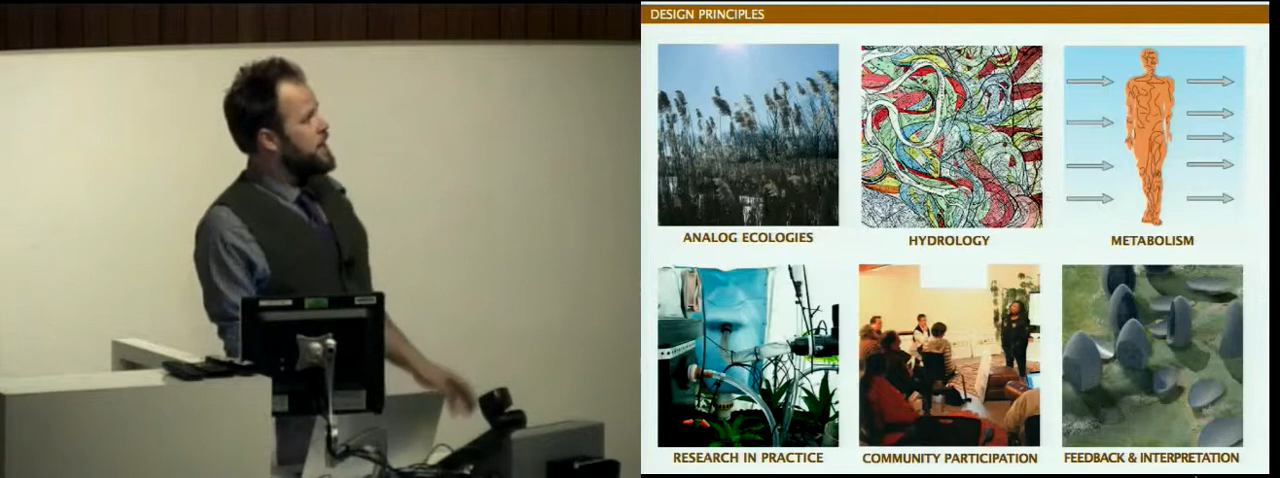 DESIGN PRINCIPLES
ANALOG ECOLOGIES
HYDROLOGY
METABOLISM
RESEARCH IN PRACTICE
COMMUNITY PARTICIPATION
FEEDBACK & INTERPRETATION